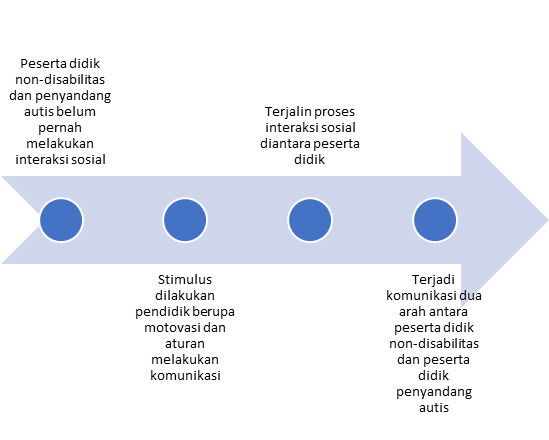 Peserta didik
non-disabilitas
dan penyandang
autis belum
pernah
melakukan
interaksi sosial
Stimulus
dilakukan
pendidik berupa
motovasi dan
aturan
melakukan
komunikasi
Terjalin proses
interaksi sosial
diantara peserta
didik
Terjadi
komunikasi dua
arah antara
peserta didik
non-disabilitas
dan peserta
didik
penyandang
autis